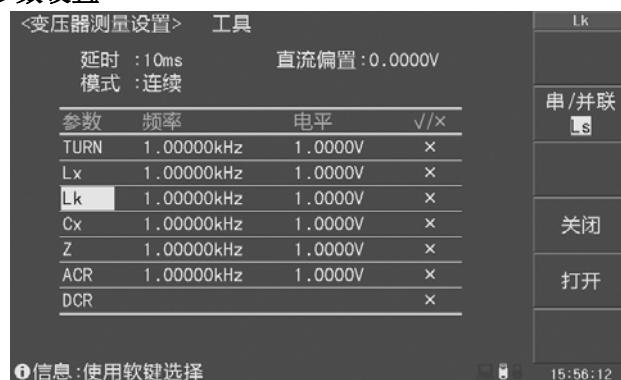 <变压器测量设置> 工具
延时 :10ms 直流偏置:0.0000V
模式 :连续
参数 频率 电平 √/×
TURN 1.00000kHz 1.0000V ×
Lx 1.00000kHz 1.0000V ×
Lk 1.00000kHz 1.0000V ×
Cx 1.00000kHz 1.0000V ×
Z 1.00000kHz 1.0000V ×
ACR 1.00000kHz 1.0000V ×
DCR ×
信息:使用软键选择
Lk
串/并联
Ls
关闭
打开
15:56:12